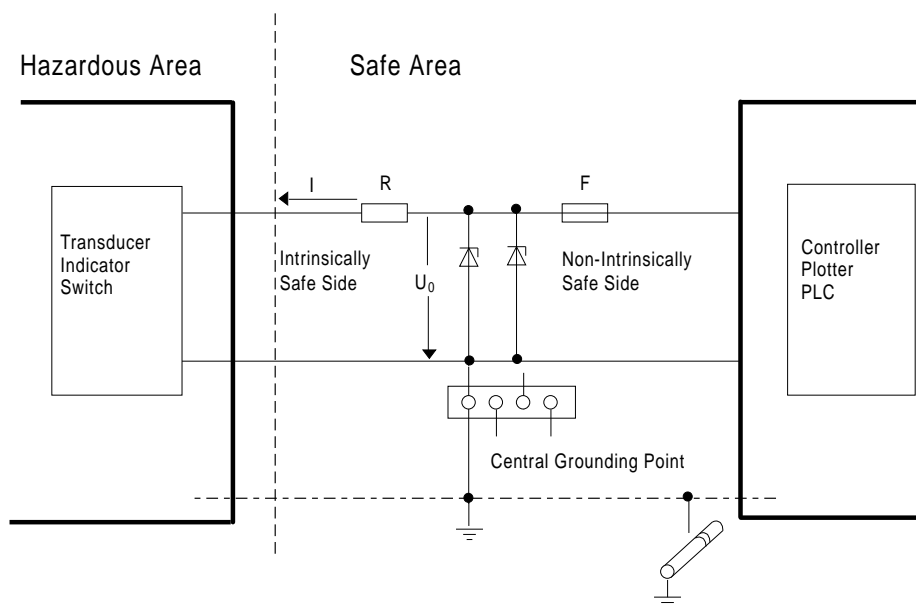 Hazardous Area
Safe Area
I
R
F
Transducer
Indicator
Switch
Intrinsically
Safe Side
U₀
Non-Intrinsically
Safe Side
Controller
Plotter
PLC
Central Grounding Point